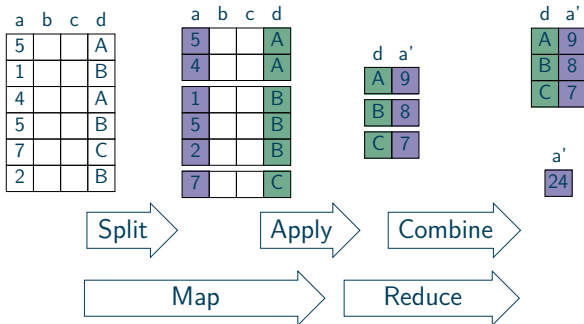 a b c d
5 A
1 B
4 A
5 B
7 C
2 B
a b c d
5 A
4 A
1 B
5 B
2 B
7 C
d a'
A 9
B 8
C 7
d a'
A 9
B 8
C 7
a'
24
Split Apply Combine
Map Reduce